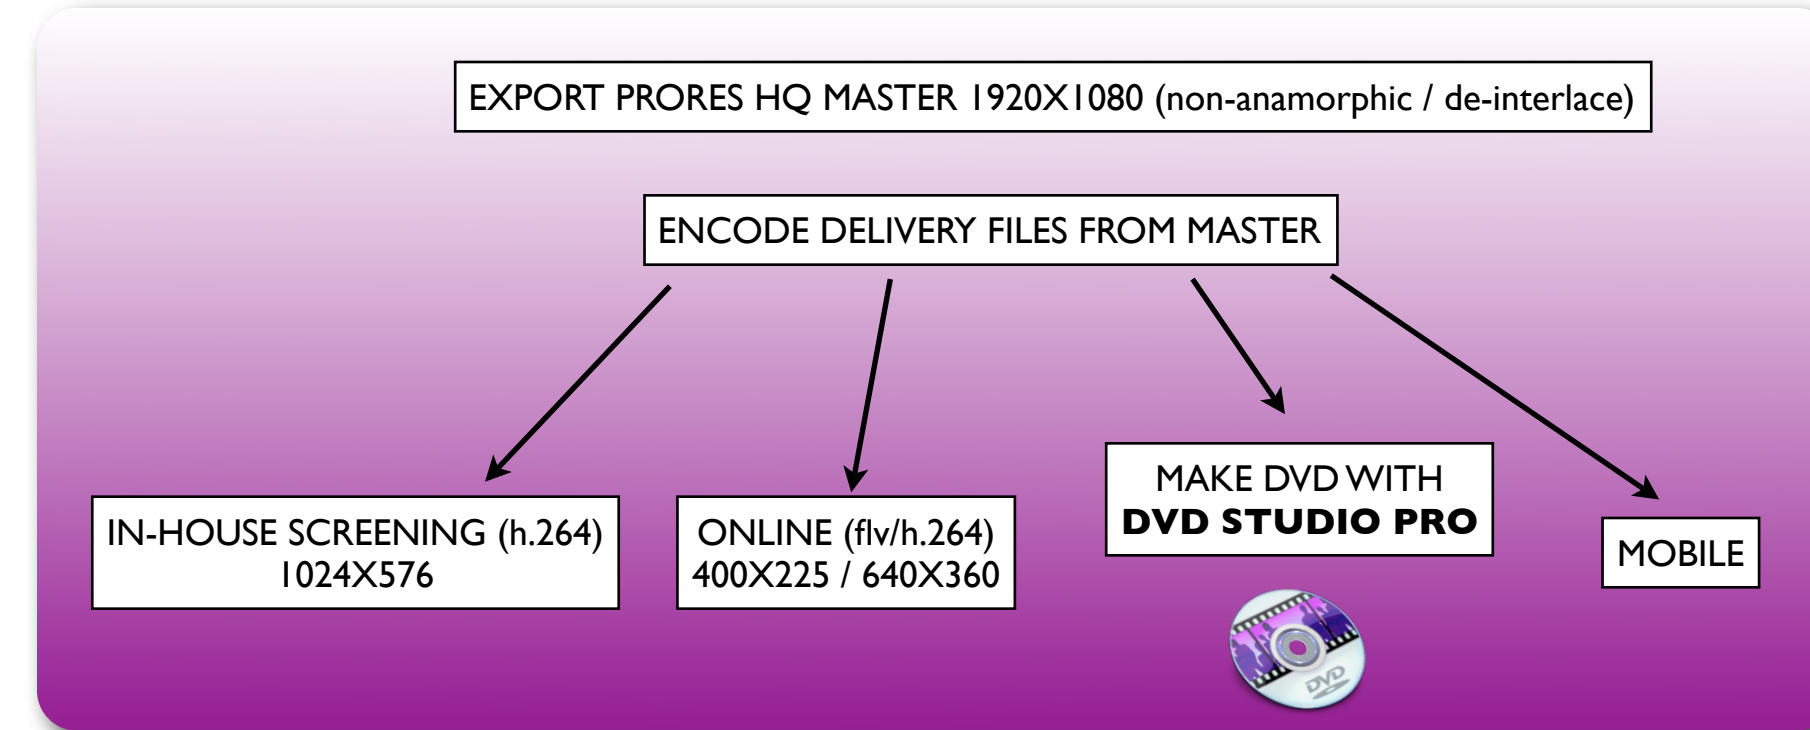 EXPORT PRORES HQ MASTER 1920X1080 (non-anamorphic / de-interlace)
ENCODE DELIVERY FILES FROM MASTER
IN-HOUSE SCREENING (h.264)
1024X576
ONLINE (flv/h.264)
400X225 / 640X360
MAKE DVD WITH
DVD STUDIO PRO
MOBILE
DVD